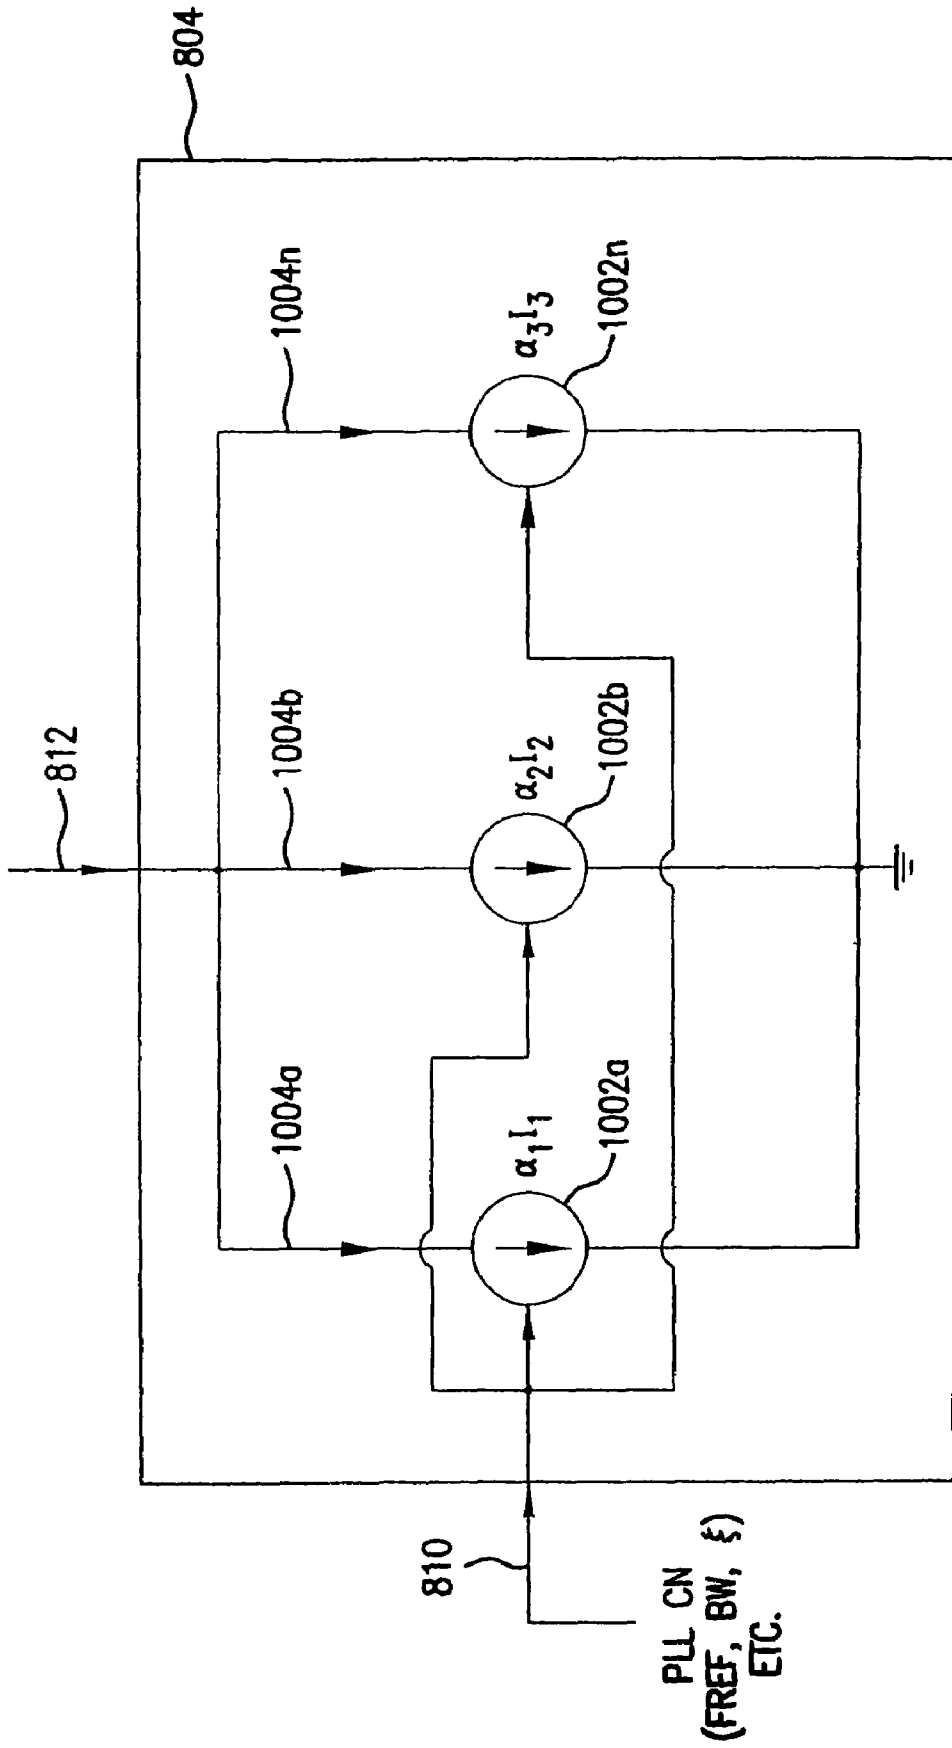 804
812
1004a
1004b
1004n
α₁I₁
α₂I₂
α₃I₃
1002a
1002b
1002n
810
PLL CN
(FREF, BW, ξ)
ETC.